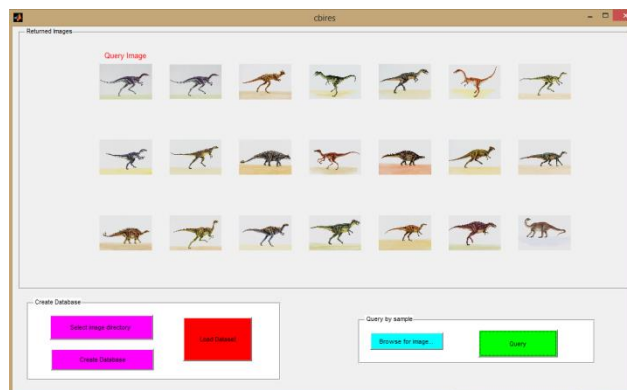 cbires
Returned Images
Query Image
Create Database
Select image directory
Load Dataset
Create Database
Query by sample
Browse for image...
Query